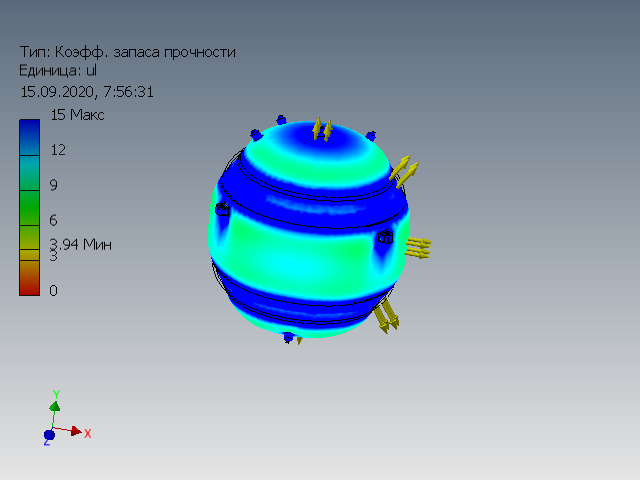 Тип: Коэфф. запаса прочности
Единица: ul
15.09.2020, 7:56:31
15 Макс
12
9
6
3.94 Мин
3
0
Y
X
Z